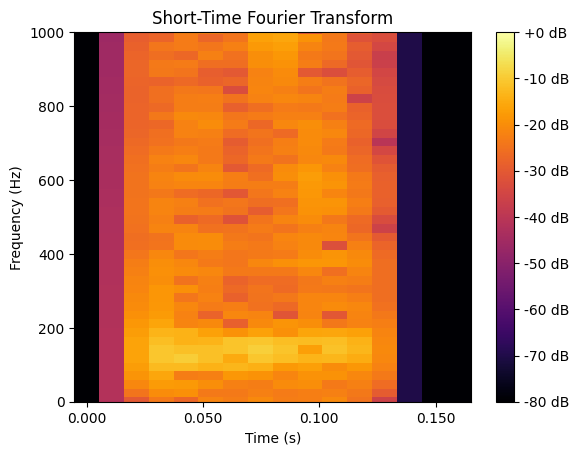 Short-Time Fourier Transform
1000
800
600
400
200
0
Frequency (Hz)
0.000
0.050
0.100
0.150
Time (s)
+0 dB
-10 dB
-20 dB
-30 dB
-40 dB
-50 dB
-60 dB
-70 dB
-80 dB